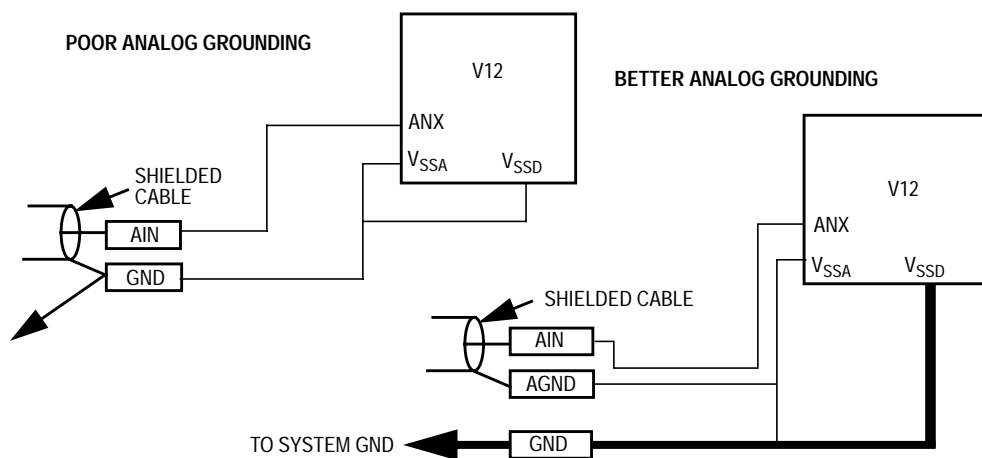 POOR ANALOG GROUNDING
V12
ANX
VSSA
VSSD
SHIELDED
CABLE
AIN
GND
BETTER ANALOG GROUNDING
V12
ANX
VSSA
VSSD
SHIELDED CABLE
AIN
AGND
TO SYSTEM GND
GND